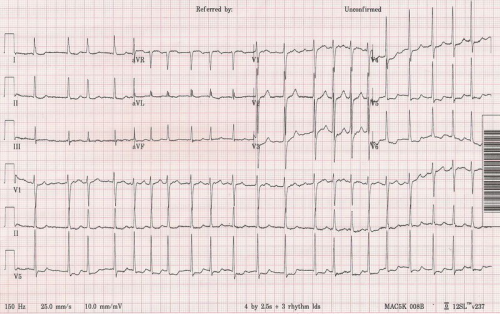 Referred by: Unconfirmed
I aVR V1 V4
II aVL V2 V5
III aVF V3 V6
V1
II
V5
150 Hz 25.0 mm/s 10.0 mm/mV 4 by 2.5s + 3 rhythm lds MAC5K 008B 12SL™ v237